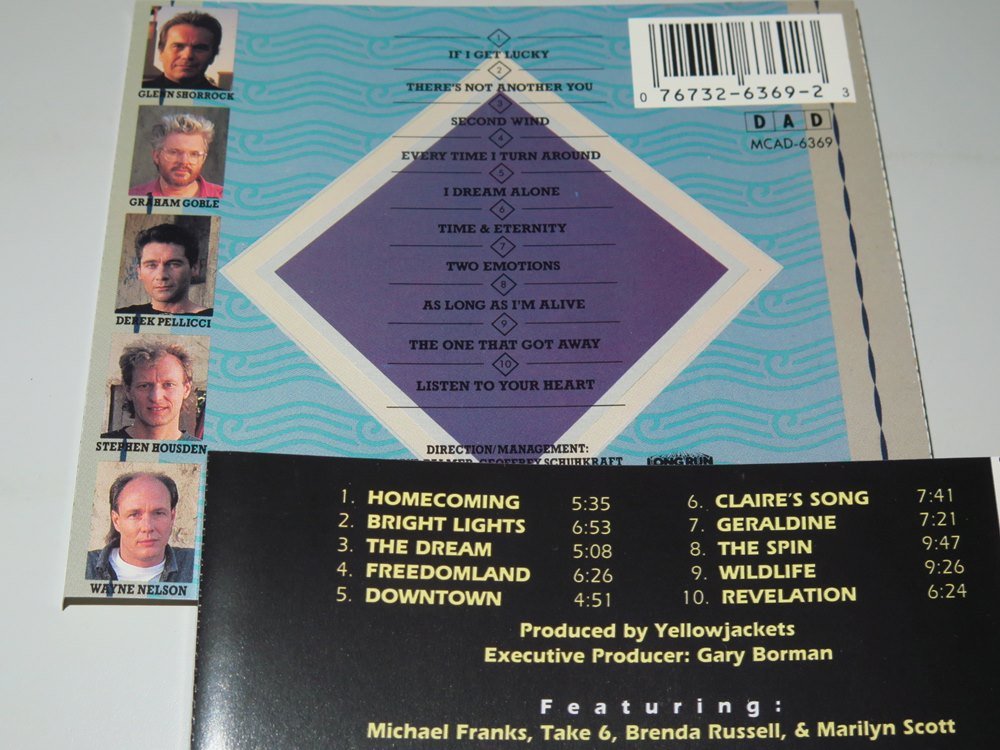 GLENN SHORROCK
GRAHAM GOBLE
DEREK PELLICCI
STEPHEN HOUSDEN
WAYNE NELSON
1
IF I GET LUCKY
2
THERE'S NOT ANOTHER YOU
3
SECOND WIND
4
EVERY TIME I TURN AROUND
5
I DREAM ALONE
6
TIME & ETERNITY
7
TWO EMOTIONS
8
AS LONG AS I'M ALIVE
9
THE ONE THAT GOT AWAY
10
LISTEN TO YOUR HEART
DIRECTION/MANAGEMENT:
GEOFFREY SCHUHKRAFT
LONG RUN
0 76732-6369-2 3
D A D
MCAD-6369
1. HOMECOMING 5:35
2. BRIGHT LIGHTS 6:53
3. THE DREAM 5:08
4. FREEDOMLAND 6:26
5. DOWNTOWN 4:51
6. CLAIRE'S SONG 7:41
7. GERALDINE 7:21
8. THE SPIN 9:47
9. WILDLIFE 9:26
10. REVELATION 6:24
Produced by Yellowjackets
Executive Producer: Gary Borman
Featuring:
Michael Franks, Take 6, Brenda Russell, & Marilyn Scott